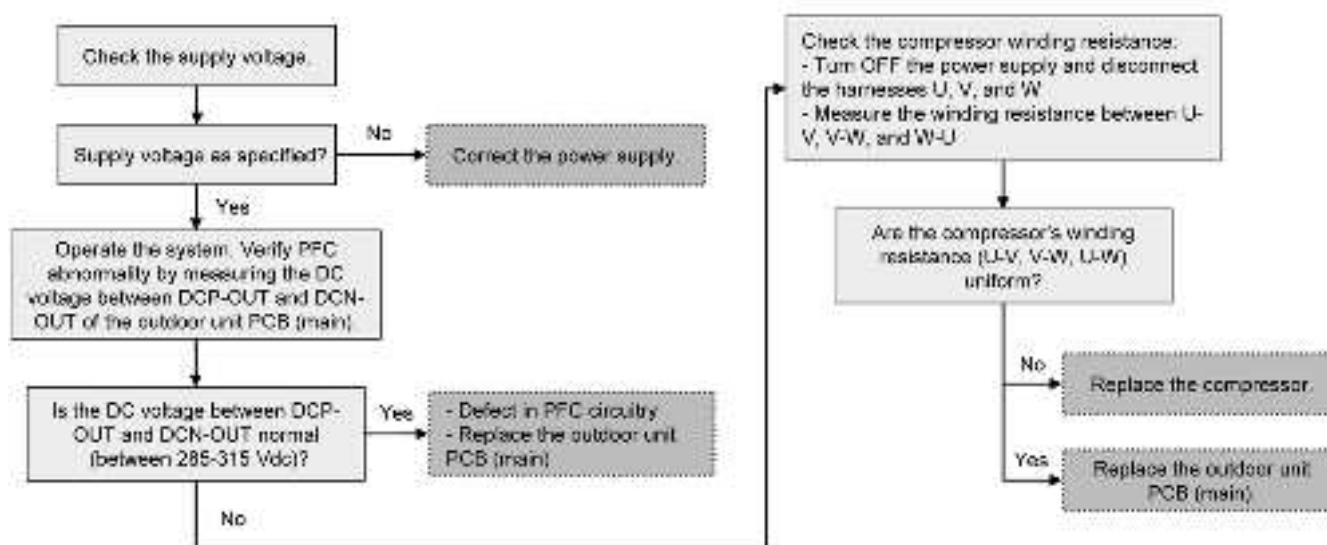 Check the supply voltage.
Supply voltage as specified?
No
Correct the power supply.
Yes
Operate the system. Verify PFC
abnormality by measuring the DC
voltage between DCP-OUT and DCN-
OUT of the outdoor unit PCB (main).
Is the DC voltage between DCP-
OUT and DCN-OUT normal
(between 285-315 Vdc)?
Yes
- Defect in PFC circuitry
- Replace the outdoor unit
PCB (main)
No
Check the compressor winding resistance:
- Turn OFF the power supply and disconnect
the harnesses U, V, and W
- Measure the winding resistance between U-
V, V-W, and W-U
Are the compressor's winding
resistance (U-V, V-W, U-W)
uniform?
No
Replace the compressor.
Yes
Replace the outdoor unit
PCB (main)